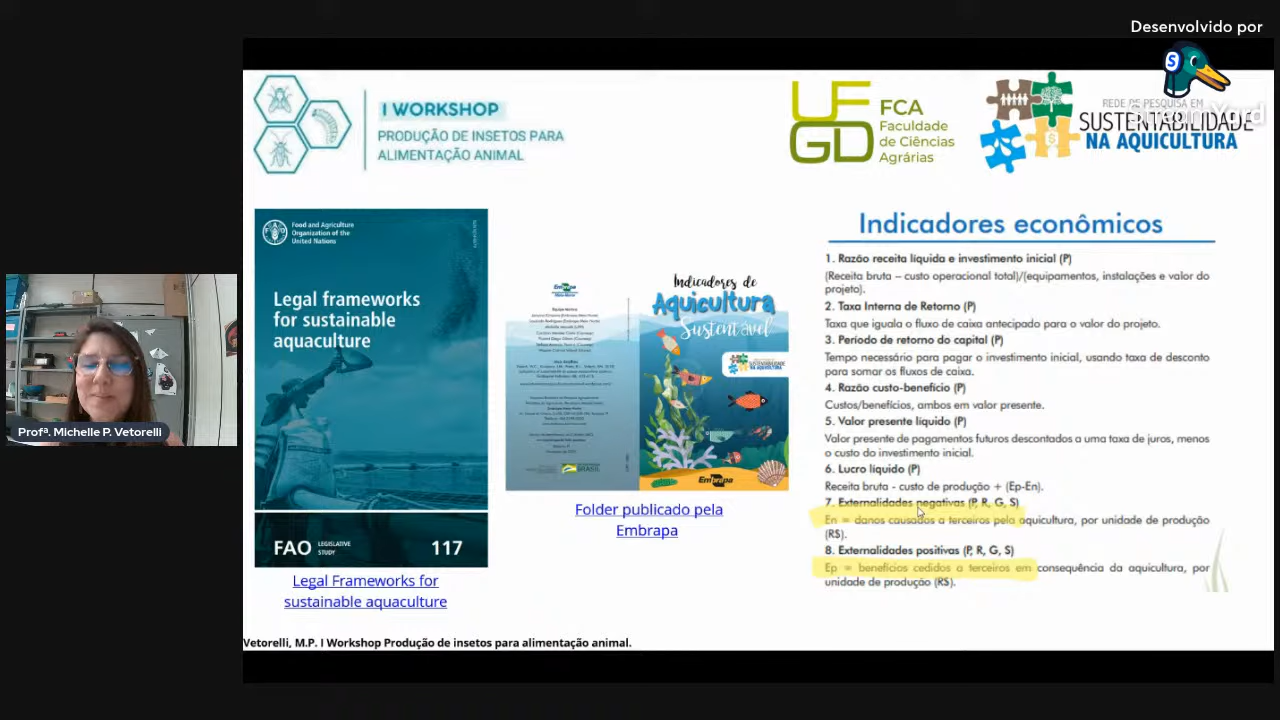 Desenvolvido por
I WORKSHOP
PRODUÇÃO DE INSETOS PARA
ALIMENTAÇÃO ANIMAL
UFGD
FCA
Faculdade
de Ciências
Agrárias
REDE DE PESQUISA EM
SUSTENTABILIDADE
NA AQUICULTURA
Food and Agriculture
Organization of the
United Nations
Legal frameworks
for sustainable
aquaculture
FAO
LEGISLATIVE
STUDY
117
Legal Frameworks for
sustainable aquaculture
Indicadores de
Aquicultura
Sustentável
Embrapa
Folder publicado pela
Embrapa
Indicadores econômicos
1. Razão receita líquida e investimento inicial (P)
(Receita bruta – custo operacional total)/(equipamentos, instalações e valor do
projeto).
2. Taxa Interna de Retorno (P)
Taxa que iguala o fluxo de caixa antecipado para o valor do projeto.
3. Período de retorno do capital (P)
Tempo necessário para pagar o investimento inicial, usando taxa de desconto
para somar os fluxos de caixa.
4. Razão custo-benefício (P)
Custos/benefícios, ambos em valor presente.
5. Valor presente líquido (P)
Valor presente de pagamentos futuros descontados a uma taxa de juros, menos
o custo do investimento inicial.
6. Lucro líquido (P)
Receita bruta - custo de produção + (Ep-En).
7. Externalidades negativas (P, R, G, S)
En = danos causados a terceiros pela aquicultura, por unidade de produção
(R$).
8. Externalidades positivas (P, R, G, S)
Ep = benefícios cedidos a terceiros em consequência da aquicultura, por
unidade de produção (R$).
Profª. Michelle P. Vetorelli
Vetorelli, M.P. I Workshop Produção de insetos para alimentação animal.